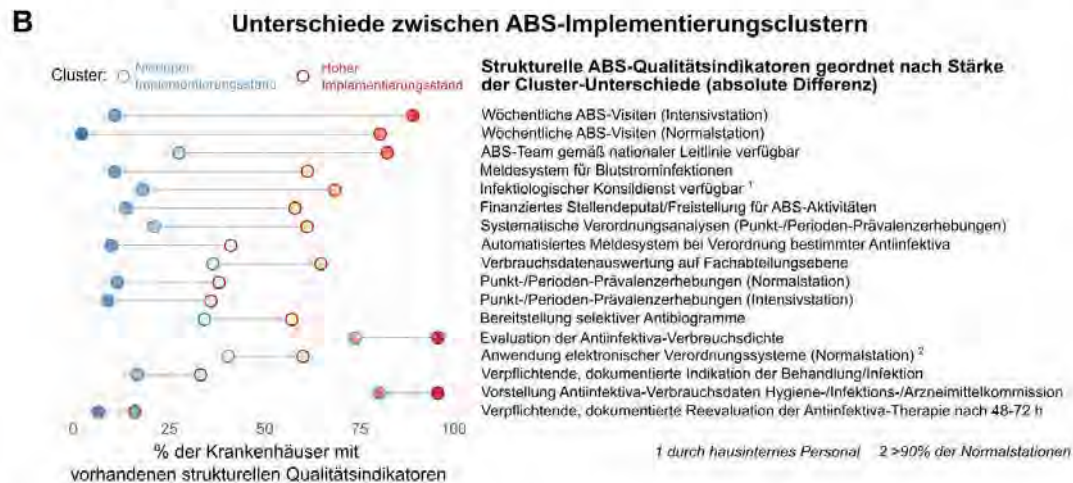 B
Unterschiede zwischen ABS-Implementierungsclustern
Cluster:
Niedriger
Implementierungsstand
Hoher
Implementierungsstand
Strukturelle ABS-Qualitätsindikatoren geordnet nach Stärke
der Cluster-Unterschiede (absolute Differenz)
Wöchentliche ABS-Visiten (Intensivstation)
Wöchentliche ABS-Visiten (Normalstation)
ABS-Team gemäß nationaler Leitlinie verfügbar
Meldesystem für Blutstrominfektionen
Infektiologischer Konsildienst verfügbar 1
Finanziertes Stellendeputat/Freistellung für ABS-Aktivitäten
Systematische Verordnungsanalysen (Punkt-/Perioden-Prävalenzerhebungen)
Automatisiertes Meldesystem bei Verordnung bestimmter Antiinfektiva
Verbrauchsdatenauswertung auf Fachabteilungsebene
Punkt-/Perioden-Prävalenzerhebungen (Normalstation)
Punkt-/Perioden-Prävalenzerhebungen (Intensivstation)
Bereitstellung selektiver Antibiogramme
Evaluation der Antiinfektiva-Verbrauchsdichte
Anwendung elektronischer Verordnungssysteme (Normalstation) 2
Verpflichtende, dokumentierte Indikation der Behandlung/Infektion
Vorstellung Antiinfektiva-Verbrauchsdaten Hygiene-/Infektions-/Arzneimittelkommission
Verpflichtende, dokumentierte Reevaluation der Antiinfektiva-Therapie nach 48-72 h
0 25 50 75 100
% der Krankenhäuser mit
vorhandenen strukturellen Qualitätsindikatoren
1 durch hausinternes Personal 2 >90% der Normalstationen